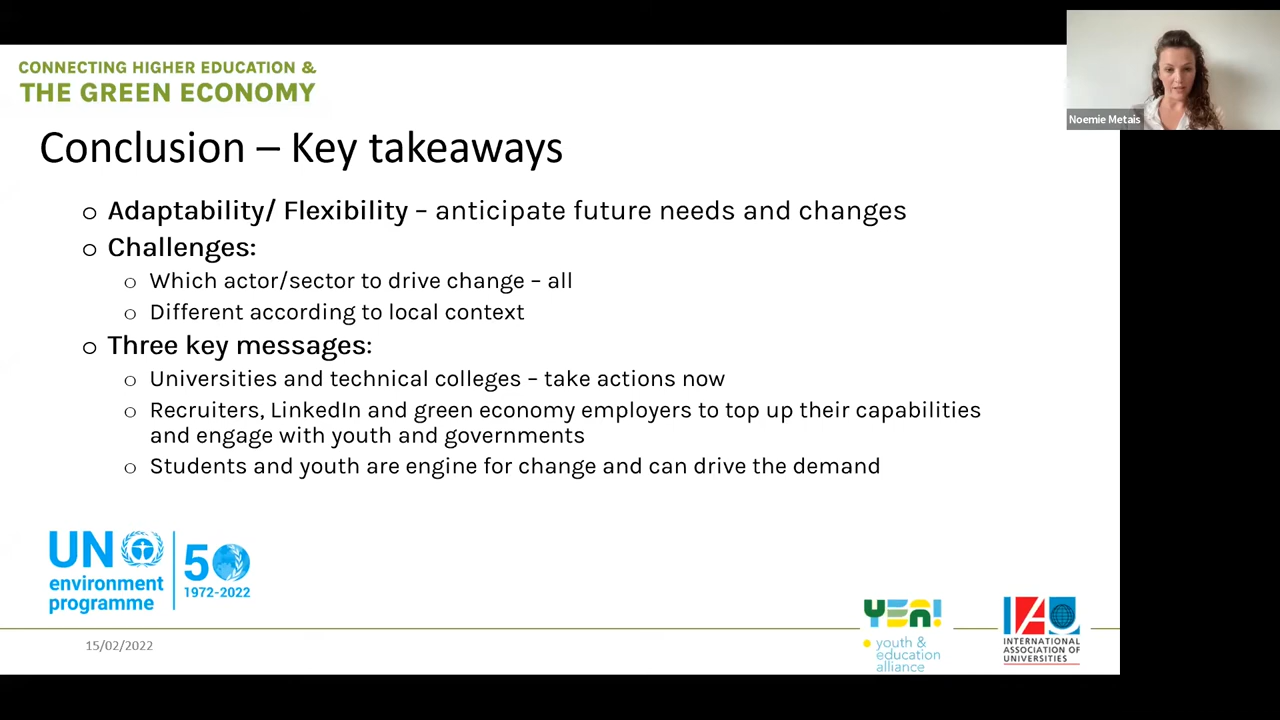 CONNECTING HIGHER EDUCATION &
THE GREEN ECONOMY
Noemie Metais
Conclusion – Key takeaways
o Adaptability/ Flexibility – anticipate future needs and changes
o Challenges:
o Which actor/sector to drive change – all
o Different according to local context
o Three key messages:
o Universities and technical colleges – take actions now
o Recruiters, LinkedIn and green economy employers to top up their capabilities
and engage with youth and governments
o Students and youth are engine for change and can drive the demand
UN
environment
programme
50
1972-2022
15/02/2022
YEA!
youth &
education
alliance
IAU
INTERNATIONAL
ASSOCIATION OF
UNIVERSITIES